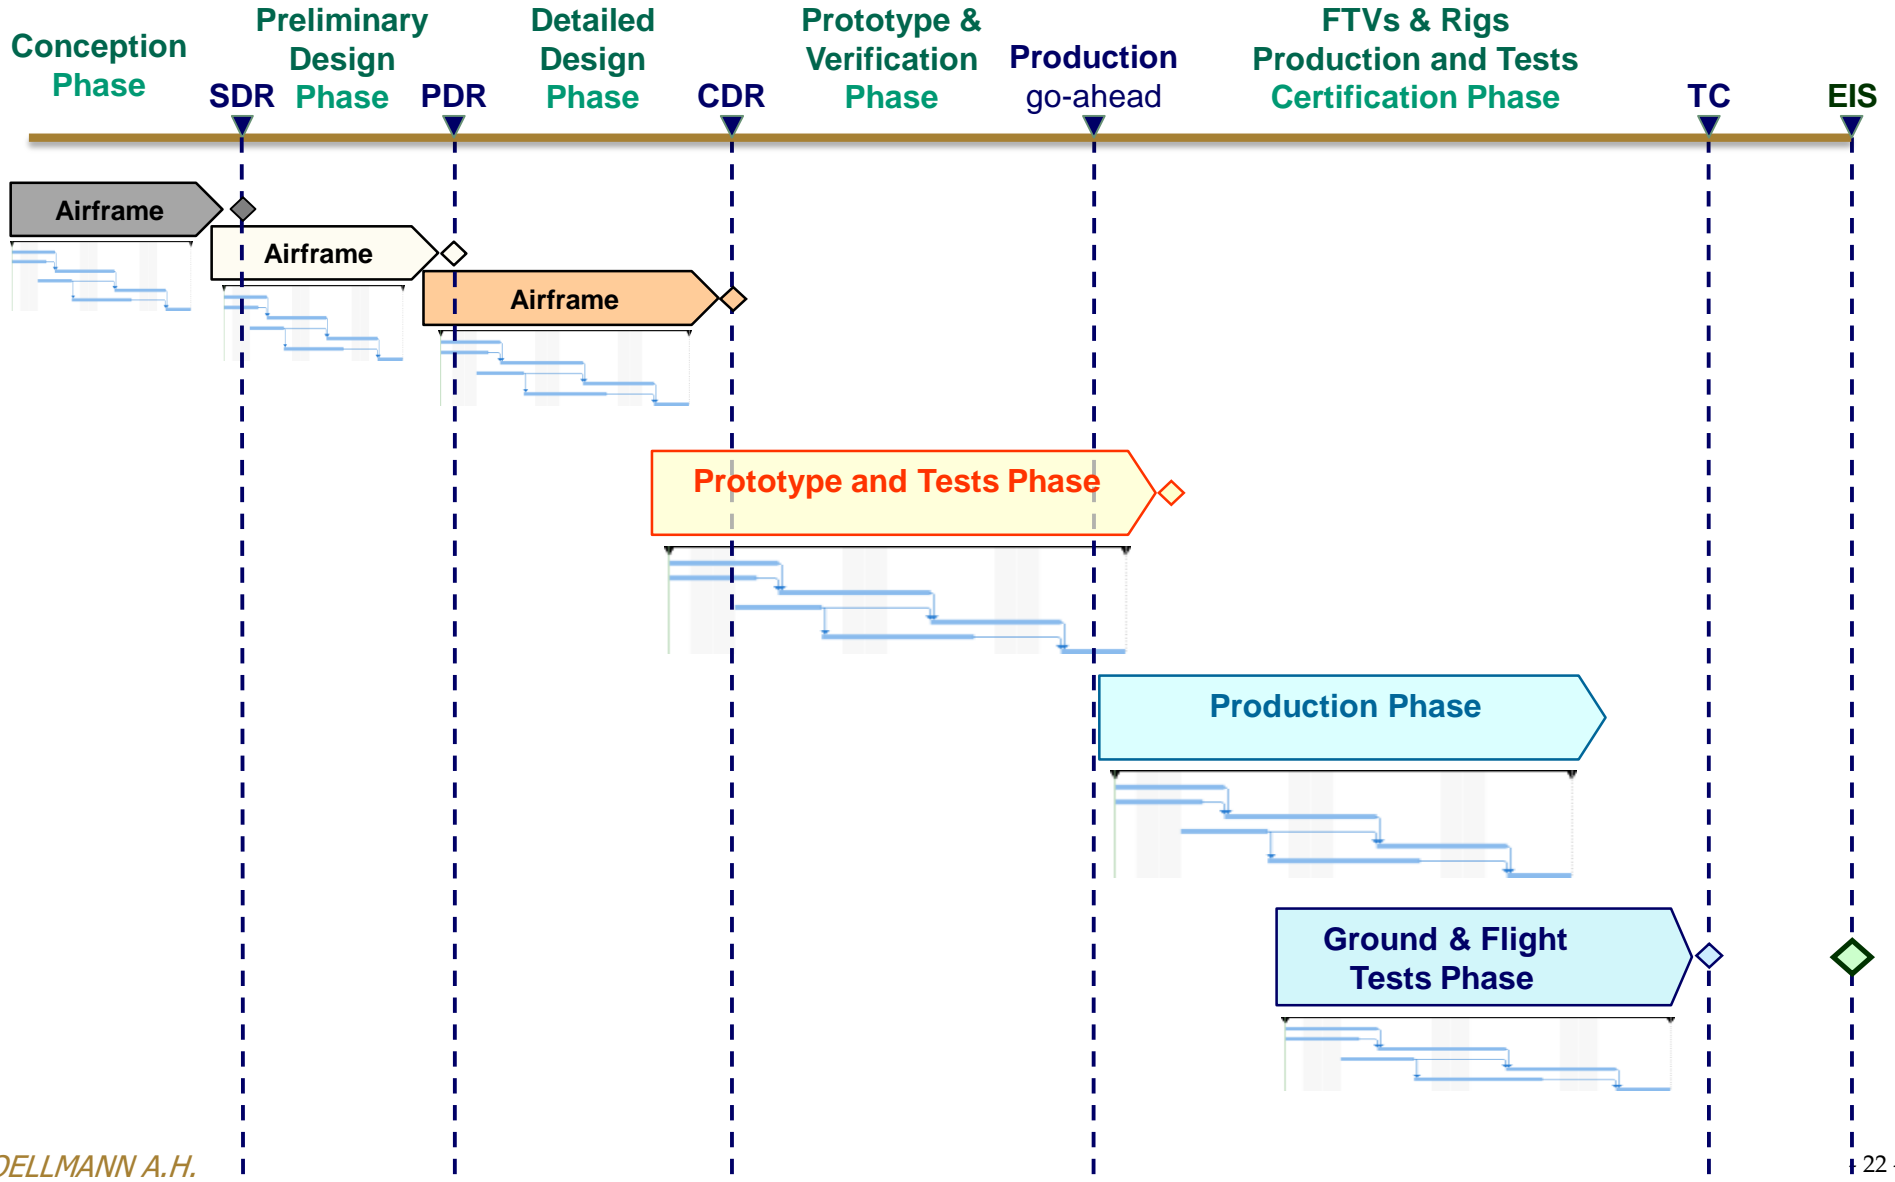 Conception
Phase
SDR
Preliminary
Design
Phase
PDR
Detailed
Design
Phase
CDR
Prototype &
Verification
Phase
Production
go-ahead
FTVs & Rigs
Production and Tests
Certification Phase
TC
EIS
Airframe
Airframe
Airframe
Prototype and Tests Phase
Production Phase
Ground & Flight
Tests Phase
OELLMANN A.H.
- 22 -